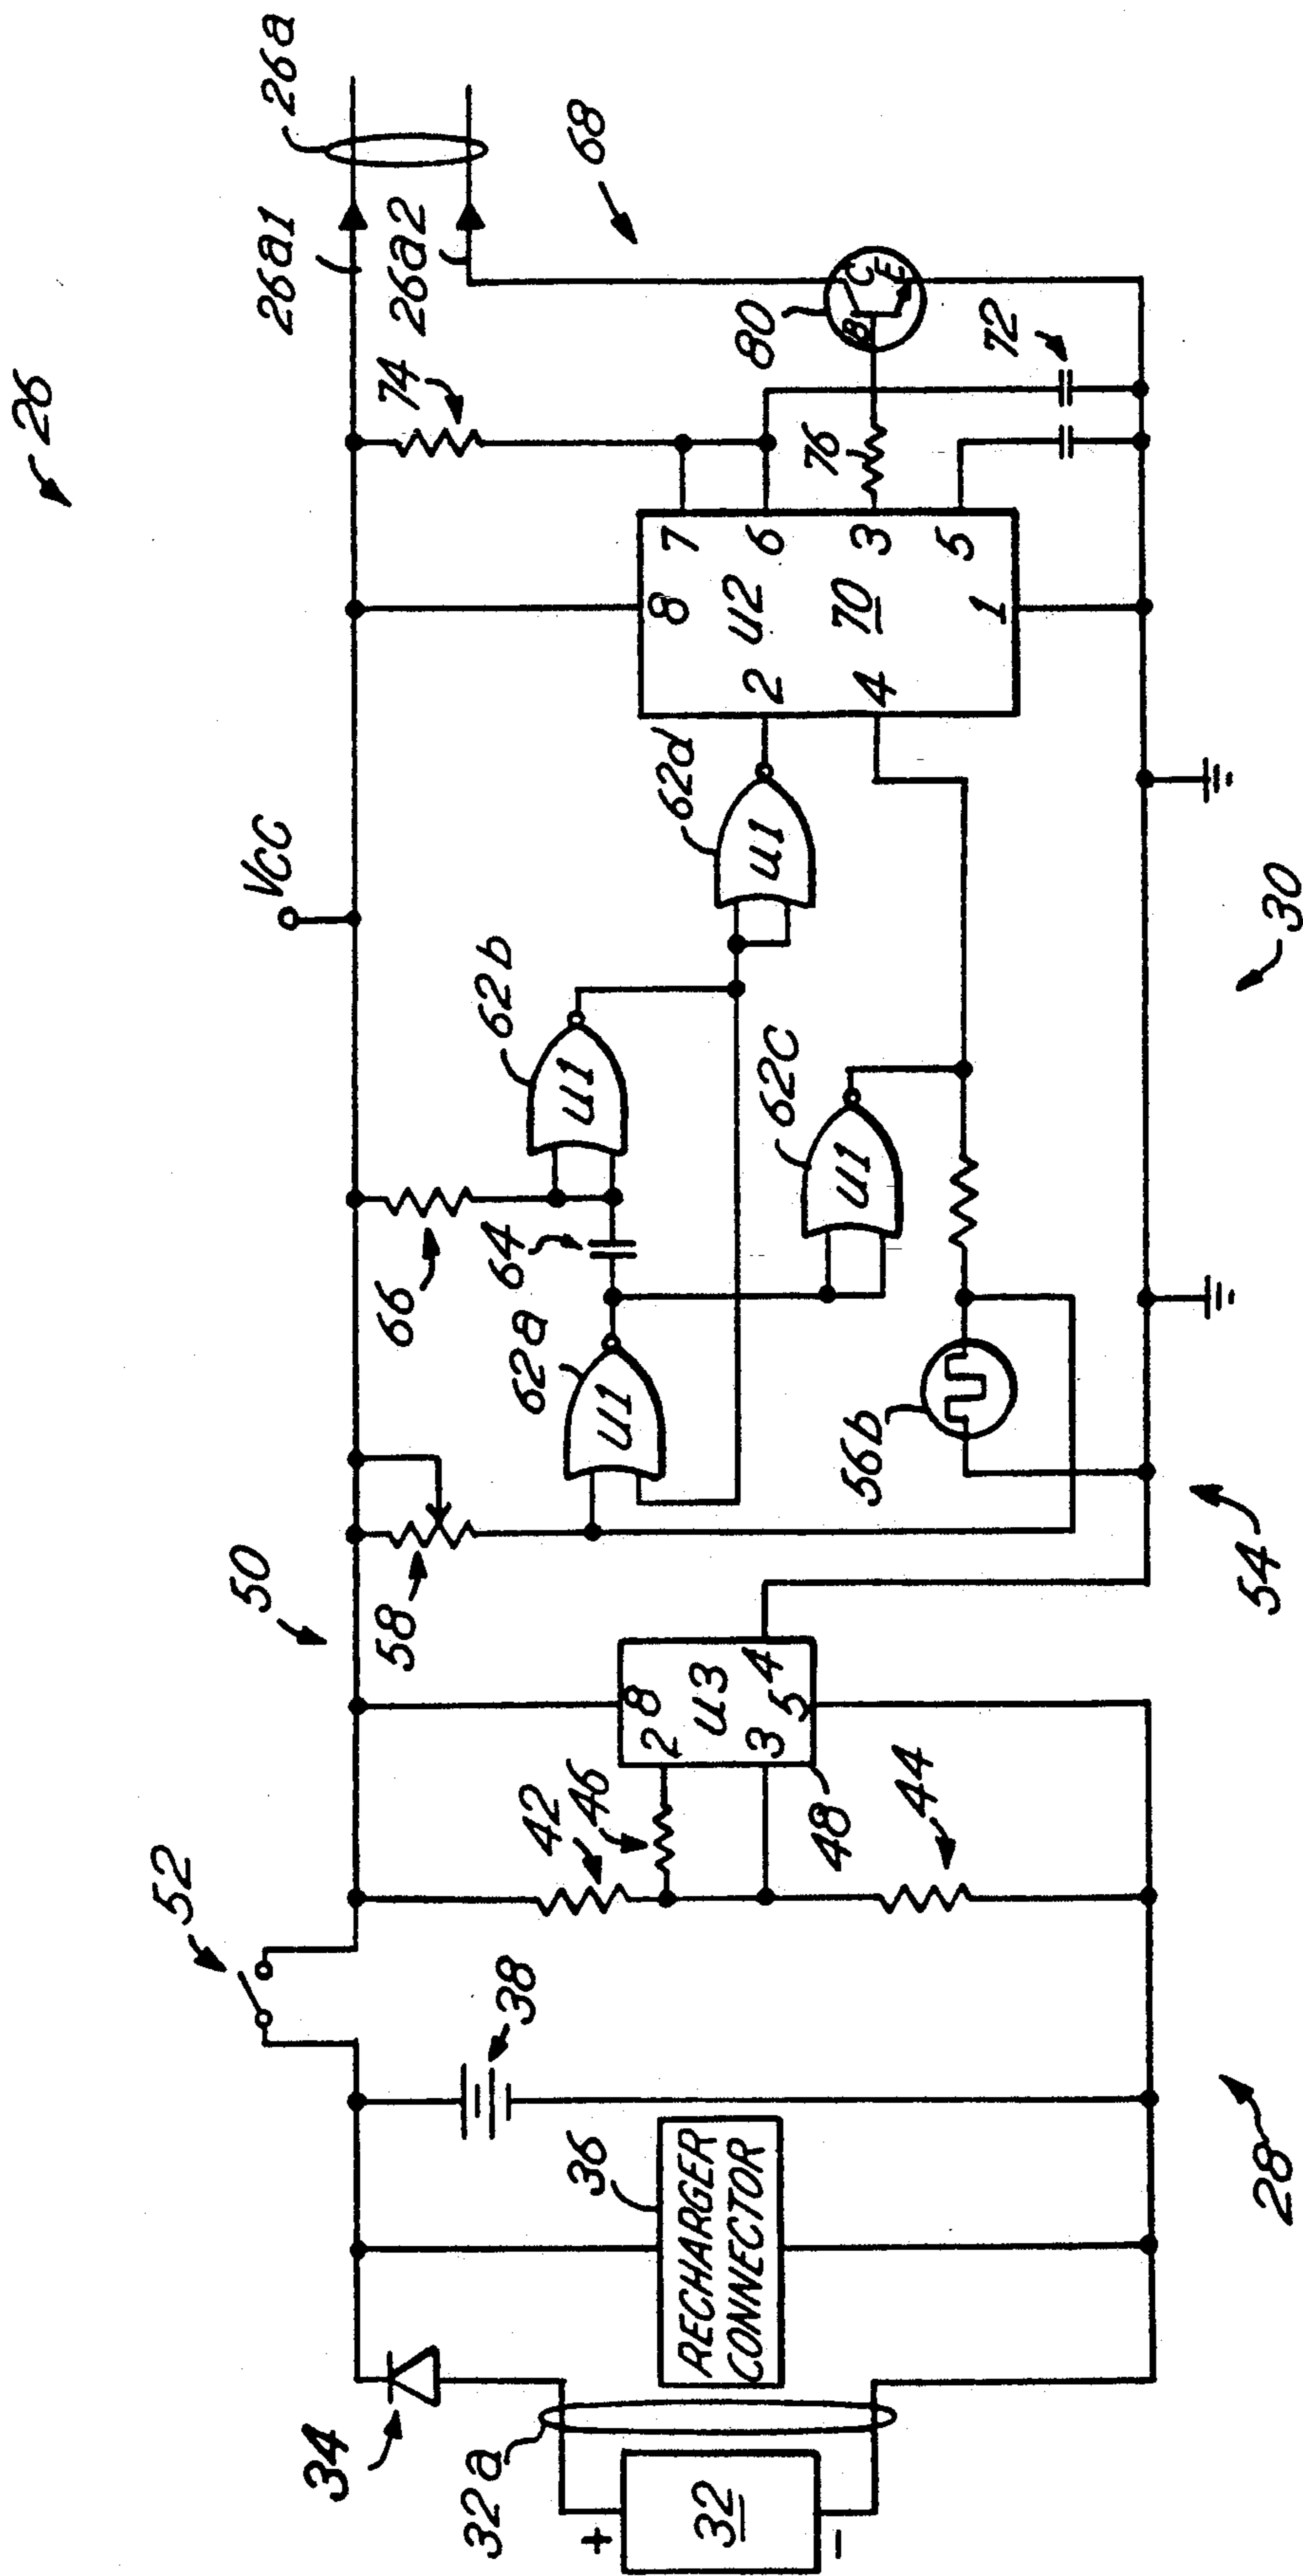 26
26a
26a1
26a2
68
VCC
74
80
C
B
E
72
76
7
6
3
5
8
U2
70
1
2
4
62d
U1
62b
U1
62c
U1
66
64
62a
U1
56b
30
54
50
58
8
U3
4
2
3
5
42
46
48
44
52
38
36
RECHARGER
CONNECTOR
28
34
32a
+
32
-